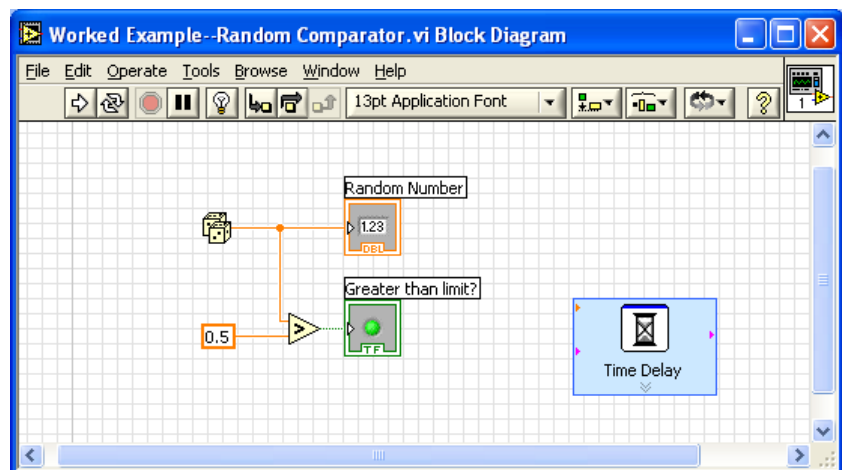 Worked Example--Random Comparator.vi Block Diagram
File Edit Operate Tools Browse Window Help
13pt Application Font
1
Random Number
1.23
DBL
Greater than limit?
0.5
>
TF
Time Delay